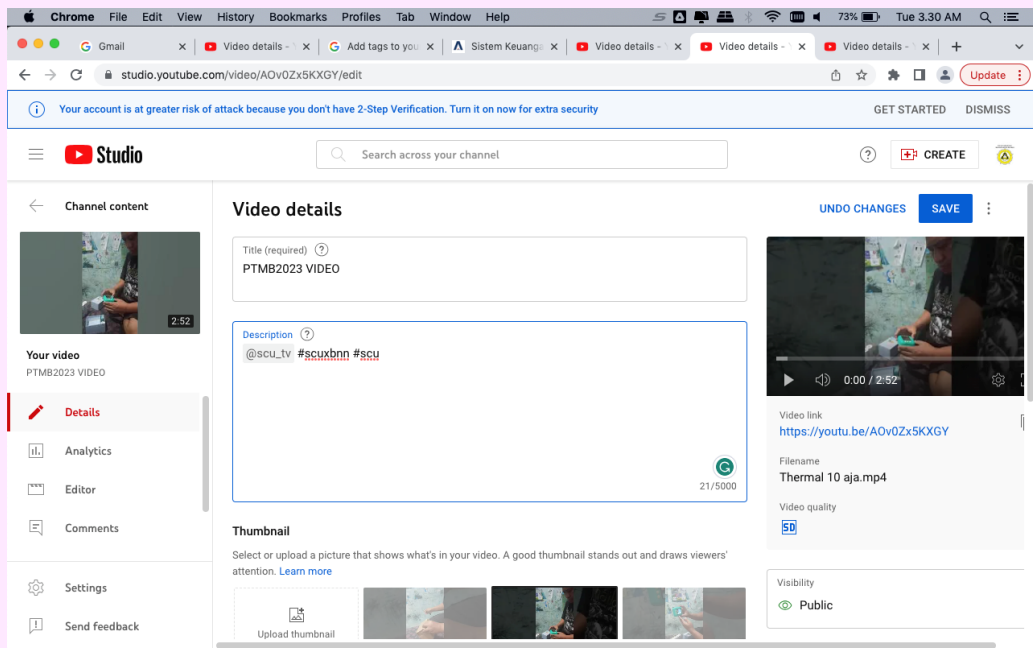 Chrome File Edit View History Bookmarks Profiles Tab Window Help 73% Tue 3.30 AM
Gmail Video details - Add tags to you Sistem Keuanga Video details - Video details - Video details -
studio.youtube.com/video/AOv0Zx5KXGY/edit Update
Your account is at greater risk of attack because you don't have 2-Step Verification. Turn it on now for extra security GET STARTED DISMISS
Studio Search across your channel CREATE
Channel content
Video details UNDO CHANGES SAVE
Title (required)
PTMB2023 VIDEO
2:52
Description
@scu_tv #scuxbnn #scu
Your video
PTMB2023 VIDEO
0:00 / 2:52
Details
Video link
https://youtu.be/AOv0Zx5KXGY
Analytics
Filename
Thermal 10 aja.mp4
Editor
21/5000
Video quality
SD
Comments
Thumbnail
Select or upload a picture that shows what's in your video. A good thumbnail stands out and draws viewers'
attention. Learn more
Visibility
Public
Settings
Send feedback
Upload thumbnail